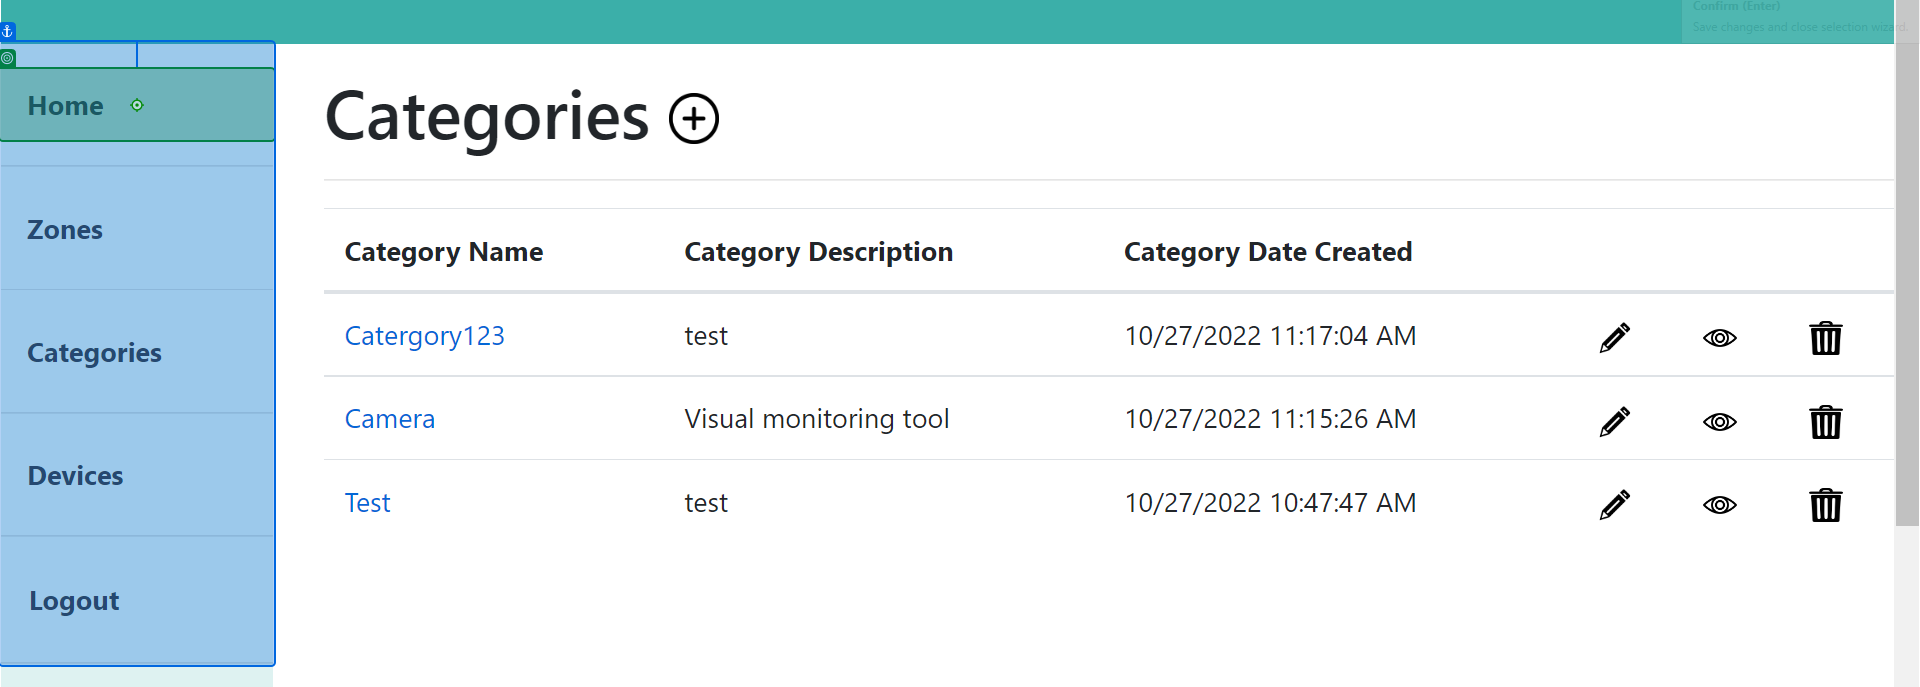 Confirm (Enter)
Save changes and close selection wizard.
Home
Zones
Categories
Devices
Logout
Categories
Category Name Category Description Category Date Created
Catergory123 test 10/27/2022 11:17:04 AM
Camera Visual monitoring tool 10/27/2022 11:15:26 AM
Test test 10/27/2022 10:47:47 AM